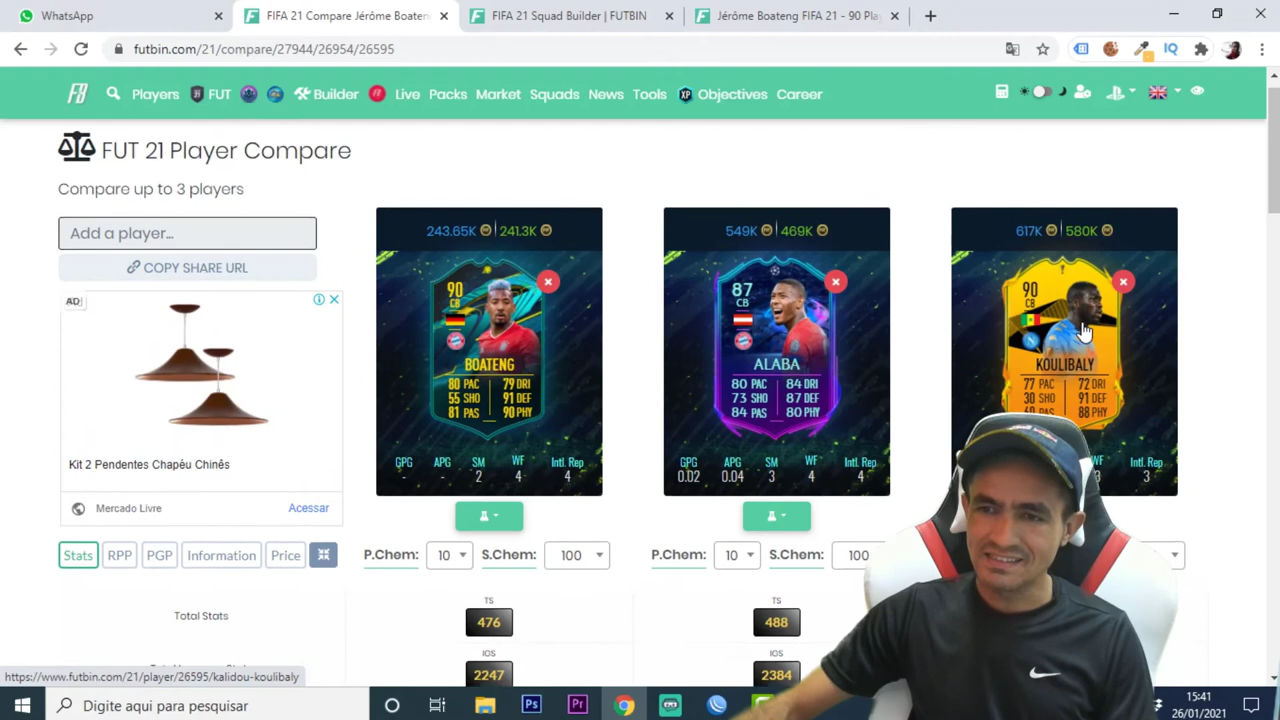 WhatsApp
FIFA 21 Compare Jérôme Boateng
FIFA 21 Squad Builder | FUTBIN
Jérôme Boateng FIFA 21 - 90 Pla
futbin.com/21/compare/27944/26954/26595
Players FUT Builder Live Packs Market Squads News Tools XP Objectives Career
FUT 21 Player Compare
Compare up to 3 players
Add a player...
COPY SHARE URL
AD
Kit 2 Pendentes Chapéu Chinês
Mercado Livre Acessar
243.65K 241.3K
90
CB
BOATENG
80 PAC 79 DRI
55 SHO 91 DEF
81 PAS 90 PHY
GPG APG SM WF Intl. Rep
- - 2 4 4
549K 469K
87
CB
ALABA
80 PAC 84 DRI
73 SHO 87 DEF
84 PAS 80 PHY
GPG APG SM WF Intl. Rep
0.02 0.04 3 4 4
617K 580K
90
CB
KOULIBALY
77 PAC 72 DRI
30 SHO 91 DEF
PAS 88 PHY
WF Intl. Rep
3 3
Stats RPP PGP Information Price
P.Chem: 10 S.Chem: 100
P.Chem: 10 S.Chem: 100
Total Stats
TS
476
TS
488
IOS
2247
IOS
2384
https://www.futbin.com/21/player/26595/kalidou-koulibaly
Digite aqui para pesquisar
Ps
Pr
15:41
26/01/2021